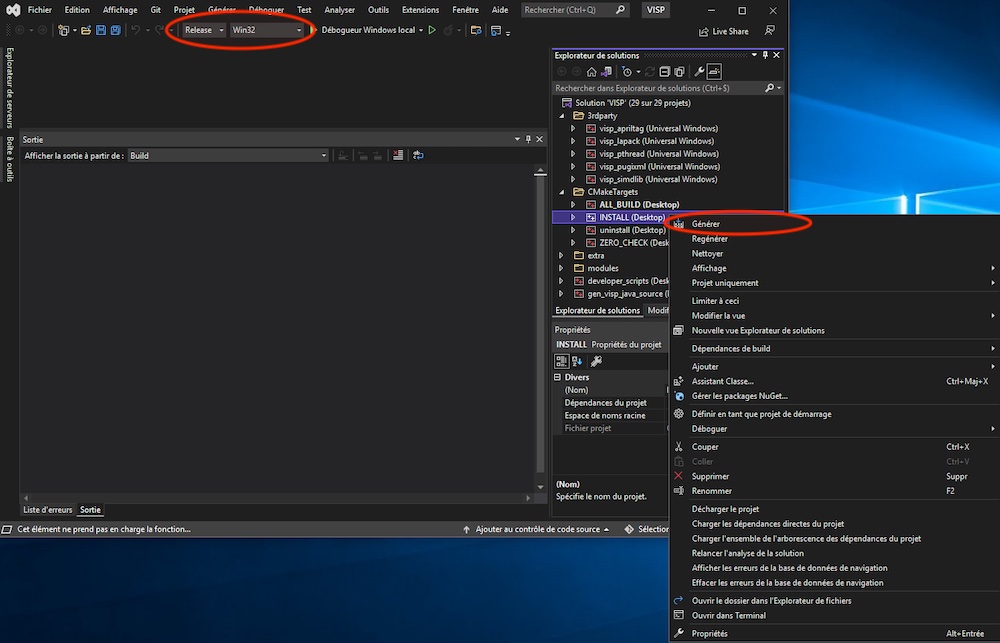 Fichier Edition Affichage Git Projet Générer Déboguer Test Analyser Outils Extensions Fenêtre Aide Rechercher (Ctrl+Q) VISP
Release Win32 Débogueur Windows local Live Share
Explorateur de serveurs
Boîte à outils
Sortie
Afficher la sortie à partir de : Build
Liste d'erreurs Sortie
Explorateur de solutions
Rechercher dans Explorateur de solutions (Ctrl+$)
Solution 'VISP' (29 sur 29 projets)
3rdparty
visp_apriltag (Universal Windows)
visp_lapack (Universal Windows)
visp_pthread (Universal Windows)
visp_pugixml (Universal Windows)
visp_simdlib (Universal Windows)
CMakeTargets
ALL_BUILD (Desktop)
INSTALL (Desktop)
uninstall (Desktop)
ZERO_CHECK (Desk
extra
modules
developer_scripts (Desk
gen_visp_java_source (
Explorateur de solutions Modif
Propriétés
INSTALL Propriétés du projet
Divers
(Nom)
Dépendances du projet
Espace de noms racine
Fichier projet
(Nom)
Spécifie le nom du projet.
Générer
Regénérer
Nettoyer
Affichage
Projet uniquement
Limiter à ceci
Modifier la vue
Nouvelle vue Explorateur de solutions
Dépendances de build
Ajouter
Assistant Classe... Ctrl+Maj+X
Gérer les packages NuGet...
Définir en tant que projet de démarrage
Déboguer
Couper Ctrl+X
Coller Ctrl+V
Supprimer Suppr
Renommer F2
Décharger le projet
Charger les dépendances directes du projet
Charger l'ensemble de l'arborescence des dépendances du projet
Relancer l'analyse de la solution
Afficher les erreurs de la base de données de navigation
Effacer les erreurs de la base de données de navigation
Ouvrir le dossier dans l'Explorateur de fichiers
Ouvrir dans Terminal
Propriétés Alt+Entrée
Cet élément ne prend pas en charge la fonction... Ajouter au contrôle de code source Sélection